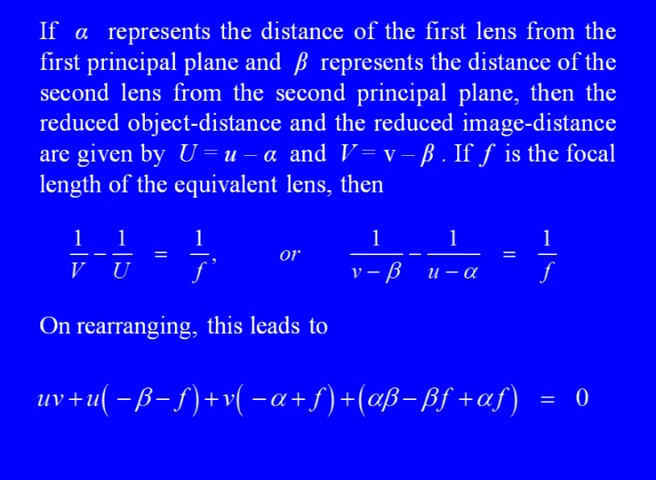 If α represents the distance of the first lens from the
first principal plane and β represents the distance of the
second lens from the second principal plane, then the
reduced object-distance and the reduced image-distance
are given by U = u – α and V = v – β . If f is the focal
length of the equivalent lens, then
1/V − 1/U = 1/f, or 1/(v − β) − 1/(u − α) = 1/f
On rearranging, this leads to
uv+u(−β−f)+v(−α+f)+(αβ−βf+αf) = 0